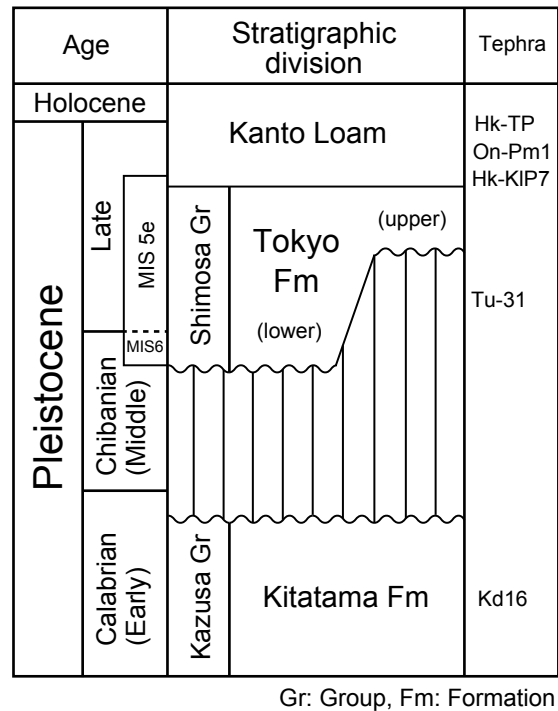 Age
Stratigraphic
division
Tephra
Holocene
Kanto Loam
Hk-TP
On-Pm1
Hk-KlP7
Pleistocene
Late
MIS 5e
MIS6
Shimosa Gr
Tokyo
Fm
(upper)
(lower)
Tu-31
Chibanian
(Middle)
Calabrian
(Early)
Kazusa Gr
Kitatama Fm
Kd16
Gr: Group, Fm: Formation